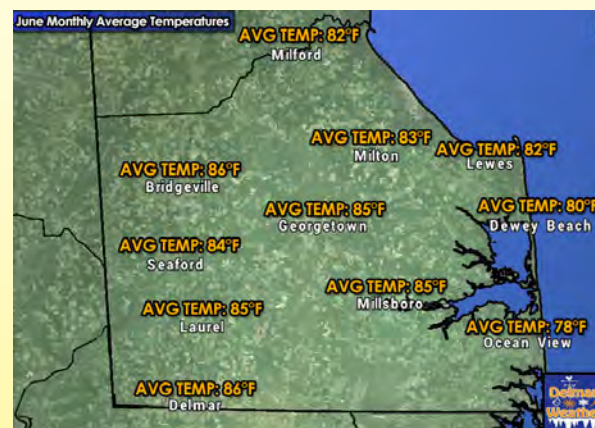 June Monthly Average Temperatures
AVG TEMP: 82°F
Milford
AVG TEMP: 83°F
Milton
AVG TEMP: 82°F
Lewes
AVG TEMP: 86°F
Bridgeville
AVG TEMP: 85°F
Georgetown
AVG TEMP: 80°F
Dewey Beach
AVG TEMP: 84°F
Seaford
AVG TEMP: 85°F
Millsboro
AVG TEMP: 85°F
Laurel
AVG TEMP: 78°F
Ocean View
AVG TEMP: 86°F
Delmar
Delmar
Weather